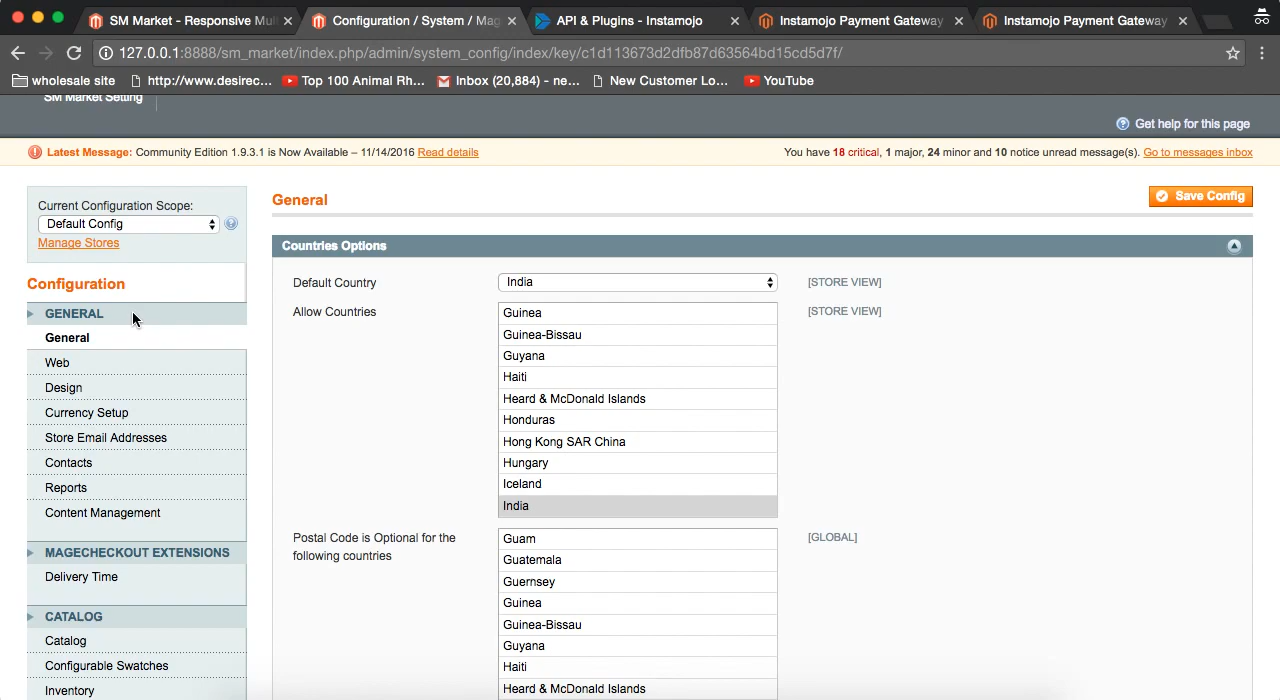 SM Market - Responsive Mul
Configuration / System / Mag
API & Plugins - Instamojo
Instamojo Payment Gateway
Instamojo Payment Gateway
127.0.0.1:8888/sm_market/index.php/admin/system_config/index/key/c1d113673d2dfb87d63564bd15cd5d7f/
wholesale site
http://www.desirec...
Top 100 Animal Rh...
Inbox (20,884) - ne...
New Customer Lo...
YouTube
SM Market Setting
Get help for this page
Latest Message: Community Edition 1.9.3.1 is Now Available – 11/14/2016 Read details
You have 18 critical, 1 major, 24 minor and 10 notice unread message(s). Go to messages inbox
Current Configuration Scope:
Default Config
Manage Stores
Configuration
GENERAL
General
Web
Design
Currency Setup
Store Email Addresses
Contacts
Reports
Content Management
MAGECHECKOUT EXTENSIONS
Delivery Time
CATALOG
Catalog
Configurable Swatches
Inventory
General
Save Config
Countries Options
Default Country
India
[STORE VIEW]
Allow Countries
[STORE VIEW]
Guinea
Guinea-Bissau
Guyana
Haiti
Heard & McDonald Islands
Honduras
Hong Kong SAR China
Hungary
Iceland
India
Postal Code is Optional for the
following countries
[GLOBAL]
Guam
Guatemala
Guernsey
Guinea
Guinea-Bissau
Guyana
Haiti
Heard & McDonald Islands